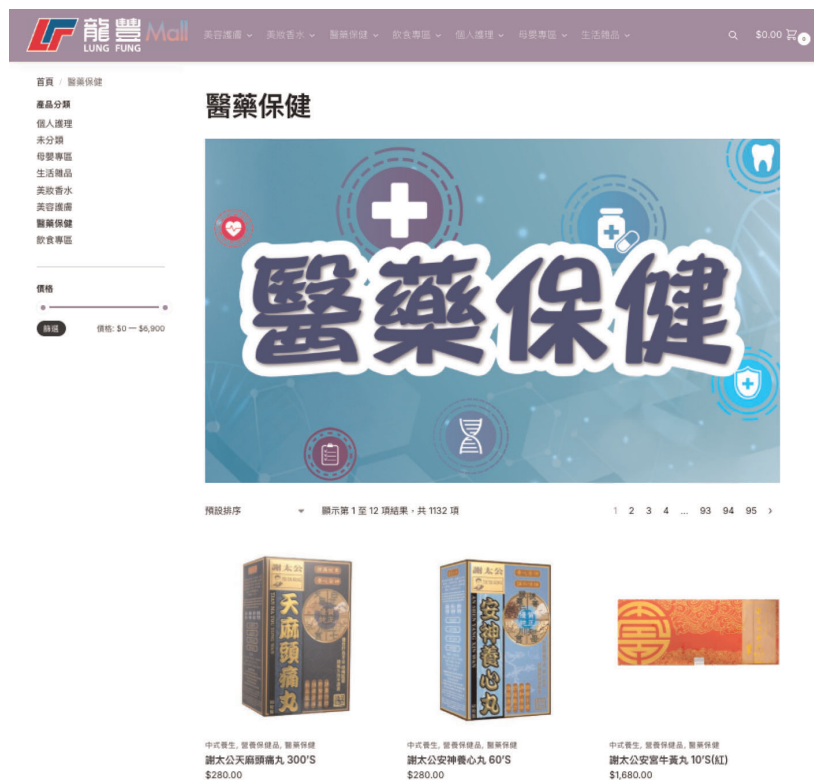 龍豐Mall
LUNG FUNG
美容護膚
美妝香水
醫藥保健
飲食專區
個人護理
母嬰專區
生活雜品
$0.00
0
首頁 / 醫藥保健
產品分類
個人護理
未分類
母嬰專區
生活雜品
美妝香水
美容護膚
醫藥保健
飲食專區
價格
篩選
價格: $0 — $6,900
醫藥保健
醫藥保健
預設排序
顯示第 1 至 12 項結果，共 1132 項
1 2 3 4 … 93 94 95 ›
謝太公
天麻頭痛丸
謝太公
安神養心丸
中式養生, 營養保健品, 醫藥保健
謝太公天麻頭痛丸 300’S
$280.00
中式養生, 營養保健品, 醫藥保健
謝太公安神養心丸 60’S
$280.00
中式養生, 營養保健品, 醫藥保健
謝太公安宮牛黃丸 10’S(紅)
$1,680.00